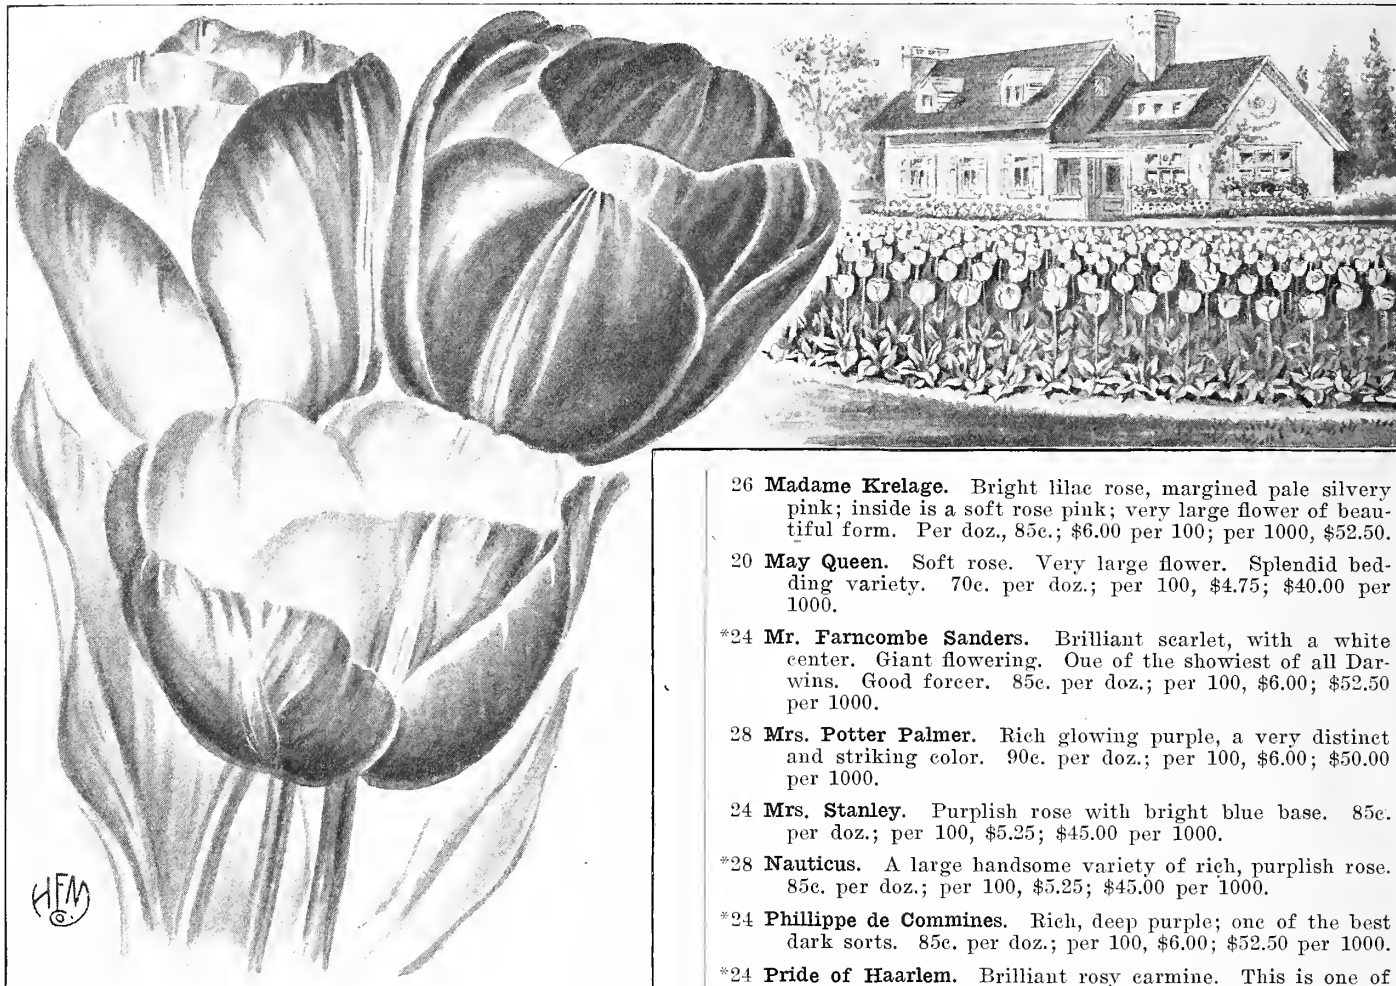 26 Madame Krelage. Bright lilac rose, margined pale silvery
pink; inside is a soft rose pink; very large flower of beau-
tiful form. Per doz., 85c.; $6.00 per 100; per 1000, $52.50.
20 May Queen. Soft rose. Very large flower. Splendid bed-
ding variety. 70c. per doz.; per 100, $4.75; $40.00 per
1000.
*24 Mr. Farncombe Sanders. Brilliant scarlet, with a white
center. Giant flowering. One of the showiest of all Dar-
wins. Good forcer. 85c. per doz.; per 100, $6.00; $52.50
per 1000.
28 Mrs. Potter Palmer. Rich glowing purple, a very distinct
and striking color. 90c. per doz.; per 100, $6.00; $50.00
per 1000.
24 Mrs. Stanley. Purplish rose with bright blue base. 85c.
per doz.; per 100, $5.25; $45.00 per 1000.
*28 Nauticus. A large handsome variety of rich, purplish rose.
85c. per doz.; per 100, $5.25; $45.00 per 1000.
*24 Phillippe de Commines. Rich, deep purple; one of the best
dark sorts. 85c. per doz.; per 100, $6.00; $52.50 per 1000.
*24 Pride of Haarlem. Brilliant rosy carmine. This is one of
HFM
Co.